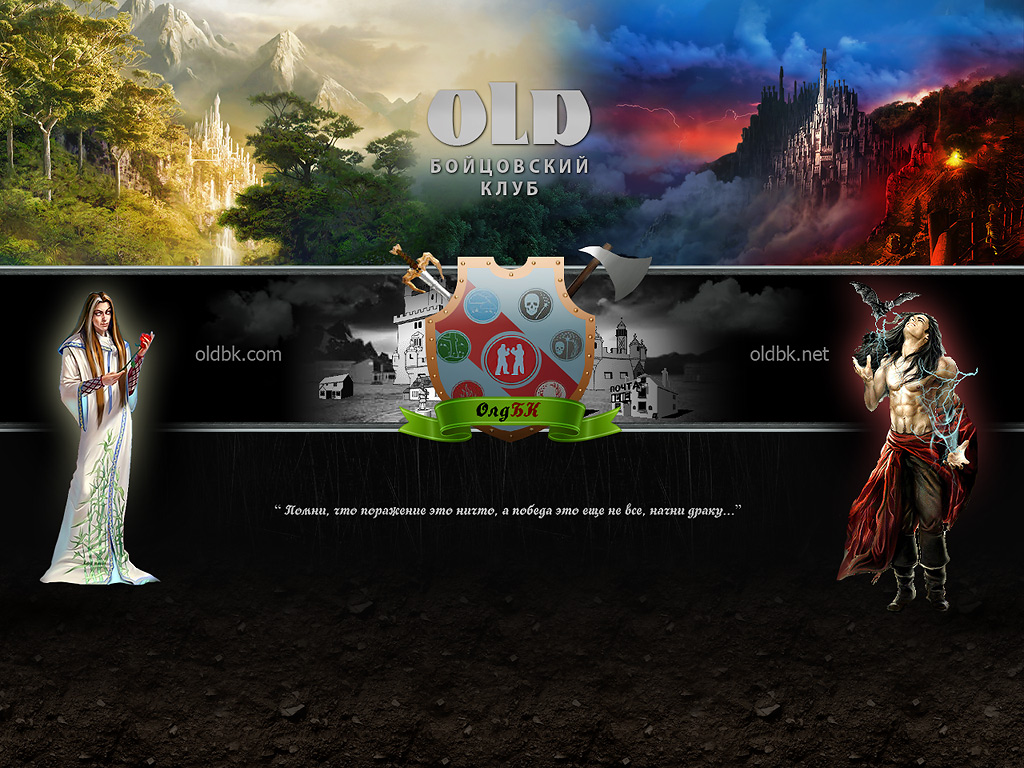 OLD
БОЙЦОВСКИЙ
КЛУБ
oldbk.com
oldbk.net
ПОЧТА
ОлдБК
“ Помни, что поражение это ничто, а победа это еще не все, начни драку...”